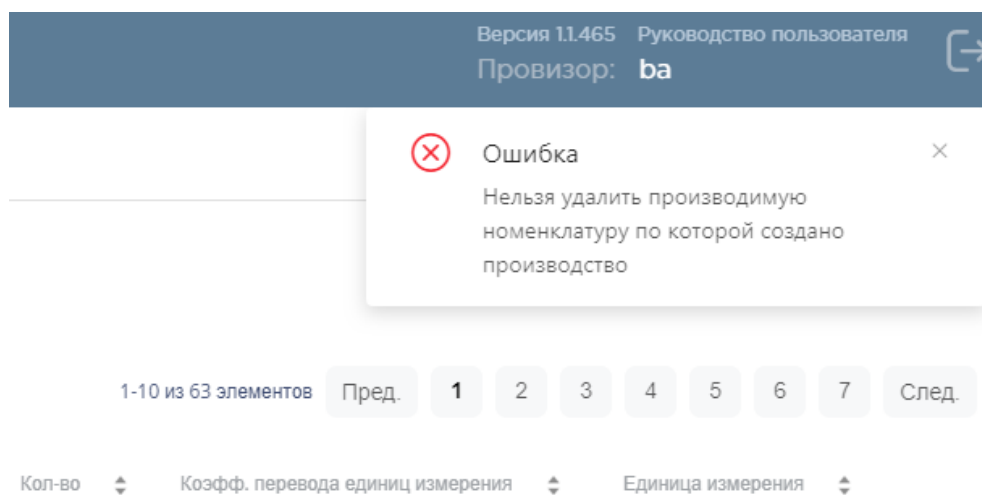 Версия 1.1.465 Руководство пользователя
Провизор: ba
Ошибка
Нельзя удалить производимую
номенклатуру по которой создано
производство
1-10 из 63 элементов Пред. 1 2 3 4 5 6 7 След.
Кол-во Коэфф. перевода единиц измерения Единица измерения